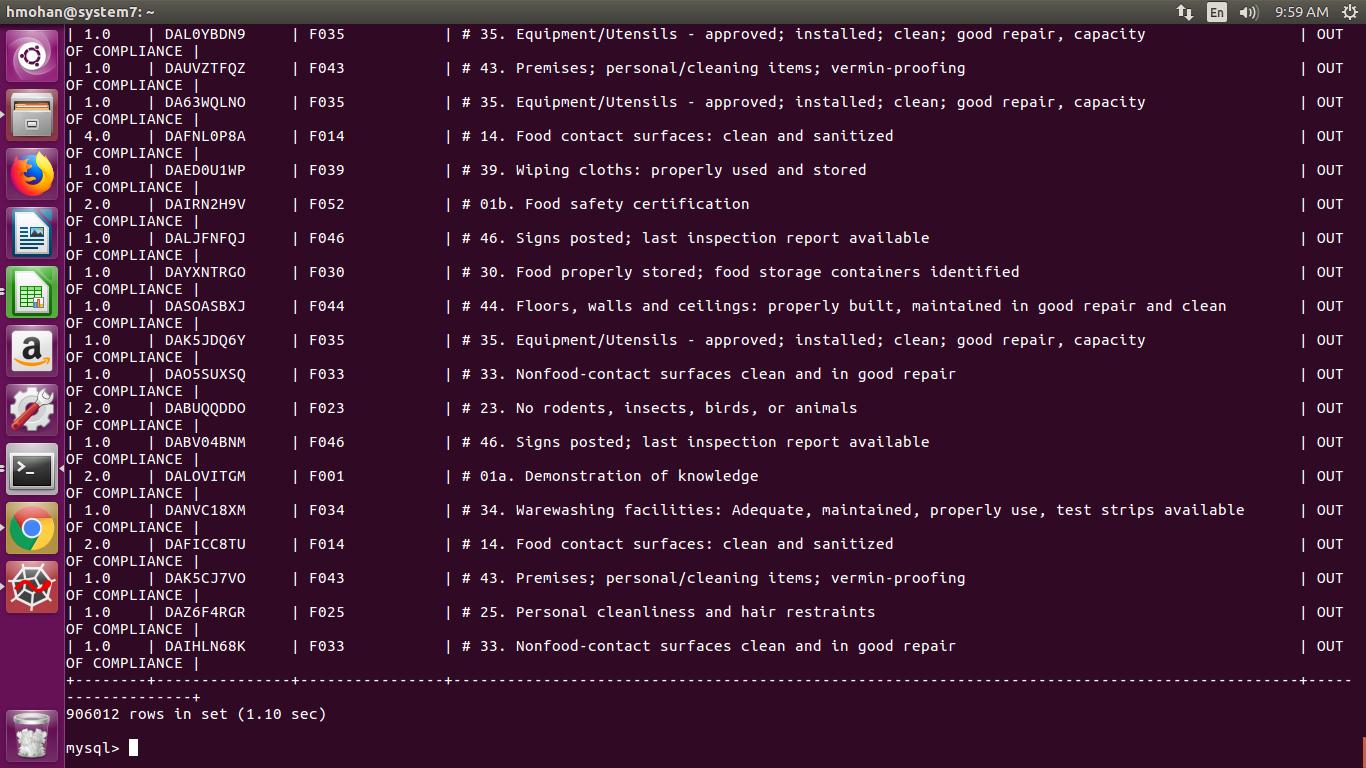 hmohan@system7: ~
En
9:59 AM
| 1.0    | DAL0YBDN9     | F035           | # 35. Equipment/Utensils - approved; installed; clean; good repair, capacity                 | OUT
OF COMPLIANCE |
| 1.0    | DAUVZTFQZ     | F043           | # 43. Premises; personal/cleaning items; vermin-proofing                                     | OUT
OF COMPLIANCE |
| 1.0    | DA63WQLNO     | F035           | # 35. Equipment/Utensils - approved; installed; clean; good repair, capacity                 | OUT
OF COMPLIANCE |
| 4.0    | DAFNL0P8A     | F014           | # 14. Food contact surfaces: clean and sanitized                                             | OUT
OF COMPLIANCE |
| 1.0    | DAED0U1WP     | F039           | # 39. Wiping cloths: properly used and stored                                                | OUT
OF COMPLIANCE |
| 2.0    | DAIRN2H9V     | F052           | # 01b. Food safety certification                                                             | OUT
OF COMPLIANCE |
| 1.0    | DALJFNFQJ     | F046           | # 46. Signs posted; last inspection report available                                         | OUT
OF COMPLIANCE |
| 1.0    | DAYXNTRGO     | F030           | # 30. Food properly stored; food storage containers identified                               | OUT
OF COMPLIANCE |
| 1.0    | DASOASBXJ     | F044           | # 44. Floors, walls and ceilings: properly built, maintained in good repair and clean        | OUT
OF COMPLIANCE |
| 1.0    | DAK5JDQ6Y     | F035           | # 35. Equipment/Utensils - approved; installed; clean; good repair, capacity                 | OUT
OF COMPLIANCE |
| 1.0    | DAO5SUXSQ     | F033           | # 33. Nonfood-contact surfaces clean and in good repair                                      | OUT
OF COMPLIANCE |
| 2.0    | DABUQQDDO     | F023           | # 23. No rodents, insects, birds, or animals                                                 | OUT
OF COMPLIANCE |
| 1.0    | DABV04BNM     | F046           | # 46. Signs posted; last inspection report available                                         | OUT
OF COMPLIANCE |
| 2.0    | DALOVITGM     | F001           | # 01a. Demonstration of knowledge                                                            | OUT
OF COMPLIANCE |
| 1.0    | DANVC18XM     | F034           | # 34. Warewashing facilities: Adequate, maintained, properly use, test strips available      | OUT
OF COMPLIANCE |
| 2.0    | DAFICC8TU     | F014           | # 14. Food contact surfaces: clean and sanitized                                             | OUT
OF COMPLIANCE |
| 1.0    | DAK5CJ7VO     | F043           | # 43. Premises; personal/cleaning items; vermin-proofing                                     | OUT
OF COMPLIANCE |
| 1.0    | DAZ6F4RGR     | F025           | # 25. Personal cleanliness and hair restraints                                               | OUT
OF COMPLIANCE |
| 1.0    | DAIHLN68K     | F033           | # 33. Nonfood-contact surfaces clean and in good repair                                      | OUT
OF COMPLIANCE |
+--------+---------------+----------------+----------------------------------------------------------------------------------------------+-----
--------------+
906012 rows in set (1.10 sec)
mysql>